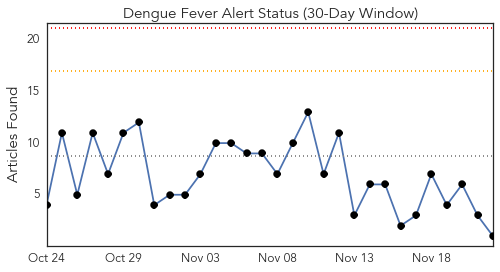 Dengue Fever Alert Status (30-Day Window)
Articles Found
20
15
10
5
Oct 24 Oct 29 Nov 03 Nov 08 Nov 13 Nov 18